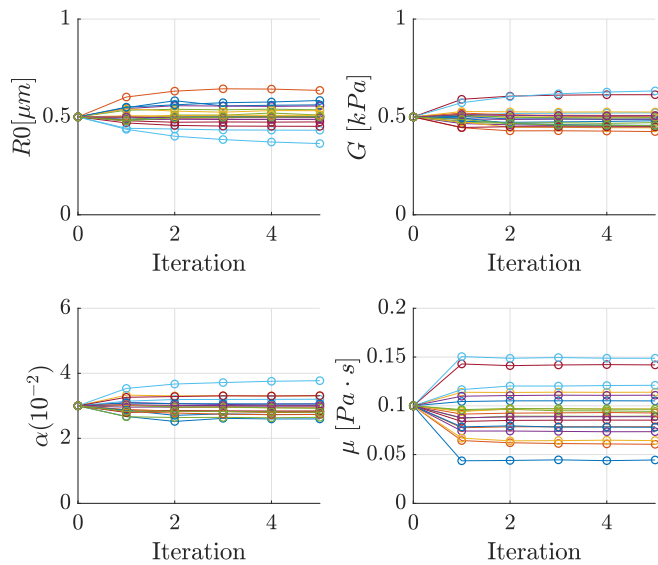 1
0.5
0
R0[μm]
0 2 4
Iteration
1
0.5
0
G [kPa]
0 2 4
Iteration
6
4
2
0
α(10⁻²)
0 2 4
Iteration
0.2
0.15
0.1
0.05
0
μ [Pa · s]
0 2 4
Iteration